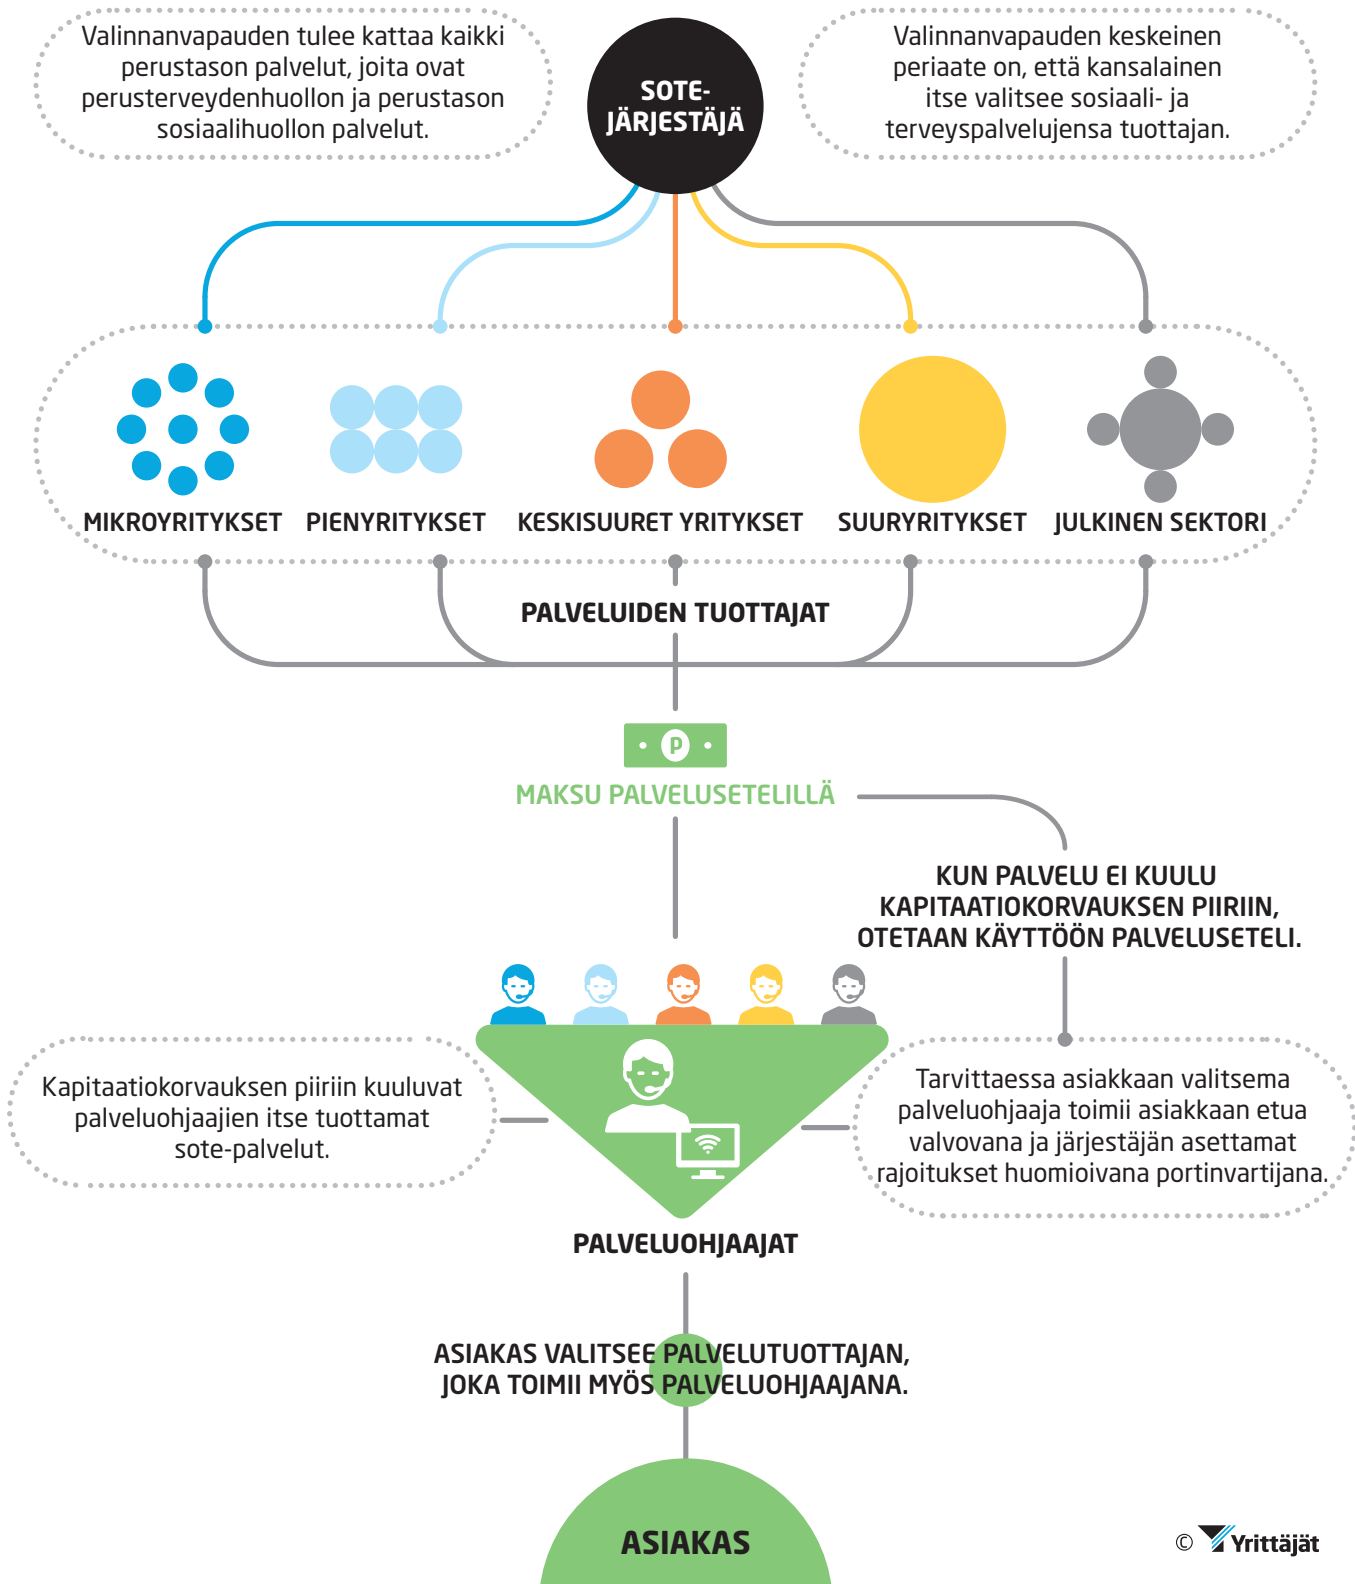 Valinnanvapauden tulee kattaa kaikki
perustason palvelut, joita ovat
perusterveydenhuollon ja perustason
sosiaalihuollon palvelut.
SOTE-
JÄRJESTÄJÄ
Valinnanvapauden keskeinen
periaate on, että kansalainen
itse valitsee sosiaali- ja
terveyspalvelujensa tuottajan.
MIKROYRITYKSET
PIENYRITYKSET
KESKISUURET YRITYKSET
SUURYRITYKSET
JULKINEN SEKTORI
PALVELUIDEN TUOTTAJAT
P
MAKSU PALVELUSETELILLÄ
KUN PALVELU EI KUULU
KAPITAATIOKORVAUKSEN PIIRIIN,
OTETAAN KÄYTTÖÖN PALVELUSETELI.
Kapitaatiokorvauksen piiriin kuuluvat
palveluohjaajien itse tuottamat
sote-palvelut.
Tarvittaessa asiakkaan valitsema
palveluohjaaja toimii asiakkaan etua
valvovana ja järjestäjän asettamat
rajoitukset huomioivana portinvartijana.
PALVELUOHJAAJAT
ASIAKAS VALITSEE PALVELUTUOTTAJAN,
JOKA TOIMII MYÖS PALVELUOHJAAJANA.
ASIAKAS
© Yrittäjät